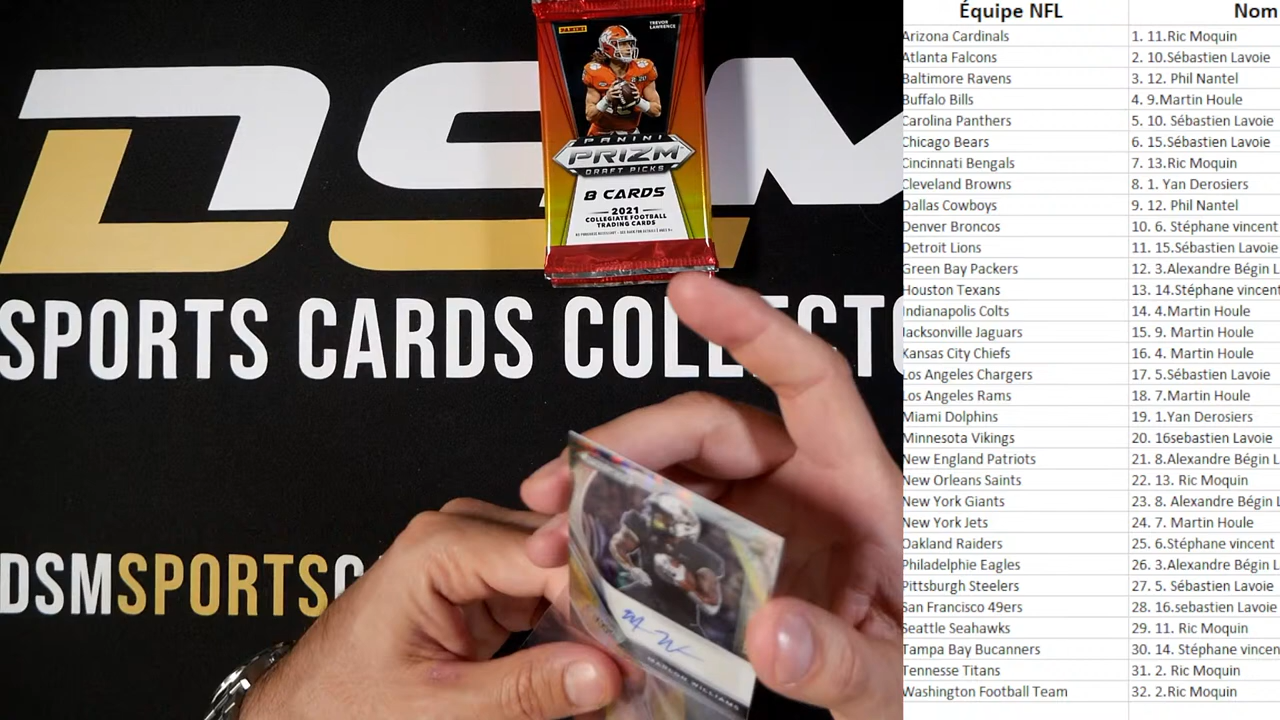 PANINI
TREVOR
LAWRENCE
PANINI
PRIZM
DRAFT PICKS
8 CARDS
2021
COLLEGIATE FOOTBALL
TRADING CARDS
DSM
SPORTS CARDS COLLECTO
DSMSPORTSC
MARLON WILLIAMS
Équipe NFL Nom
Arizona Cardinals 1. 11.Ric Moquin
Atlanta Falcons 2. 10.Sébastien Lavoie
Baltimore Ravens 3. 12. Phil Nantel
Buffalo Bills 4. 9.Martin Houle
Carolina Panthers 5. 10. Sébastien Lavoie
Chicago Bears 6. 15.Sébastien Lavoie
Cincinnati Bengals 7. 13.Ric Moquin
Cleveland Browns 8. 1. Yan Derosiers
Dallas Cowboys 9. 12. Phil Nantel
Denver Broncos 10. 6. Stéphane vincent
Detroit Lions 11. 15.Sébastien Lavoie
Green Bay Packers 12. 3.Alexandre Bégin L
Houston Texans 13. 14.Stéphane vincent
Indianapolis Colts 14. 4.Martin Houle
Jacksonville Jaguars 15. 9. Martin Houle
Kansas City Chiefs 16. 4. Martin Houle
Los Angeles Chargers 17. 5.Sébastien Lavoie
Los Angeles Rams 18. 7.Martin Houle
Miami Dolphins 19. 1.Yan Derosiers
Minnesota Vikings 20. 16sebastien Lavoie
New England Patriots 21. 8.Alexandre Bégin L
New Orleans Saints 22. 13. Ric Moquin
New York Giants 23. 8. Alexandre Bégin L
New York Jets 24. 7. Martin Houle
Oakland Raiders 25. 6.Stéphane vincent
Philadelphie Eagles 26. 3.Alexandre Bégin L
Pittsburgh Steelers 27. 5. Sébastien Lavoie
San Francisco 49ers 28. 16.sebastien Lavoie
Seattle Seahawks 29. 11. Ric Moquin
Tampa Bay Bucanners 30. 14. Stéphane vincen
Tennesse Titans 31. 2. Ric Moquin
Washington Football Team 32. 2.Ric Moquin